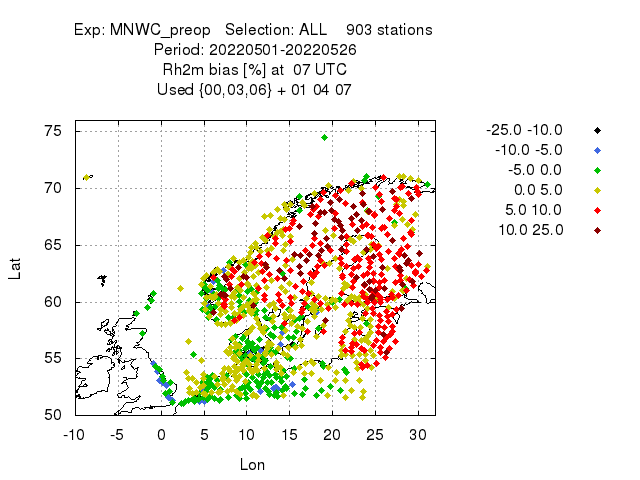 Exp: MNWC_preop Selection: ALL 903 stations
Period: 20220501-20220526
Rh2m bias [%] at 07 UTC
Used {00,03,06} + 01 04 07
-25.0 -10.0
-10.0 -5.0
-5.0 0.0
0.0 5.0
5.0 10.0
10.0 25.0
75
70
65
60
55
50
Lat
-10 -5 0 5 10 15 20 25 30
Lon